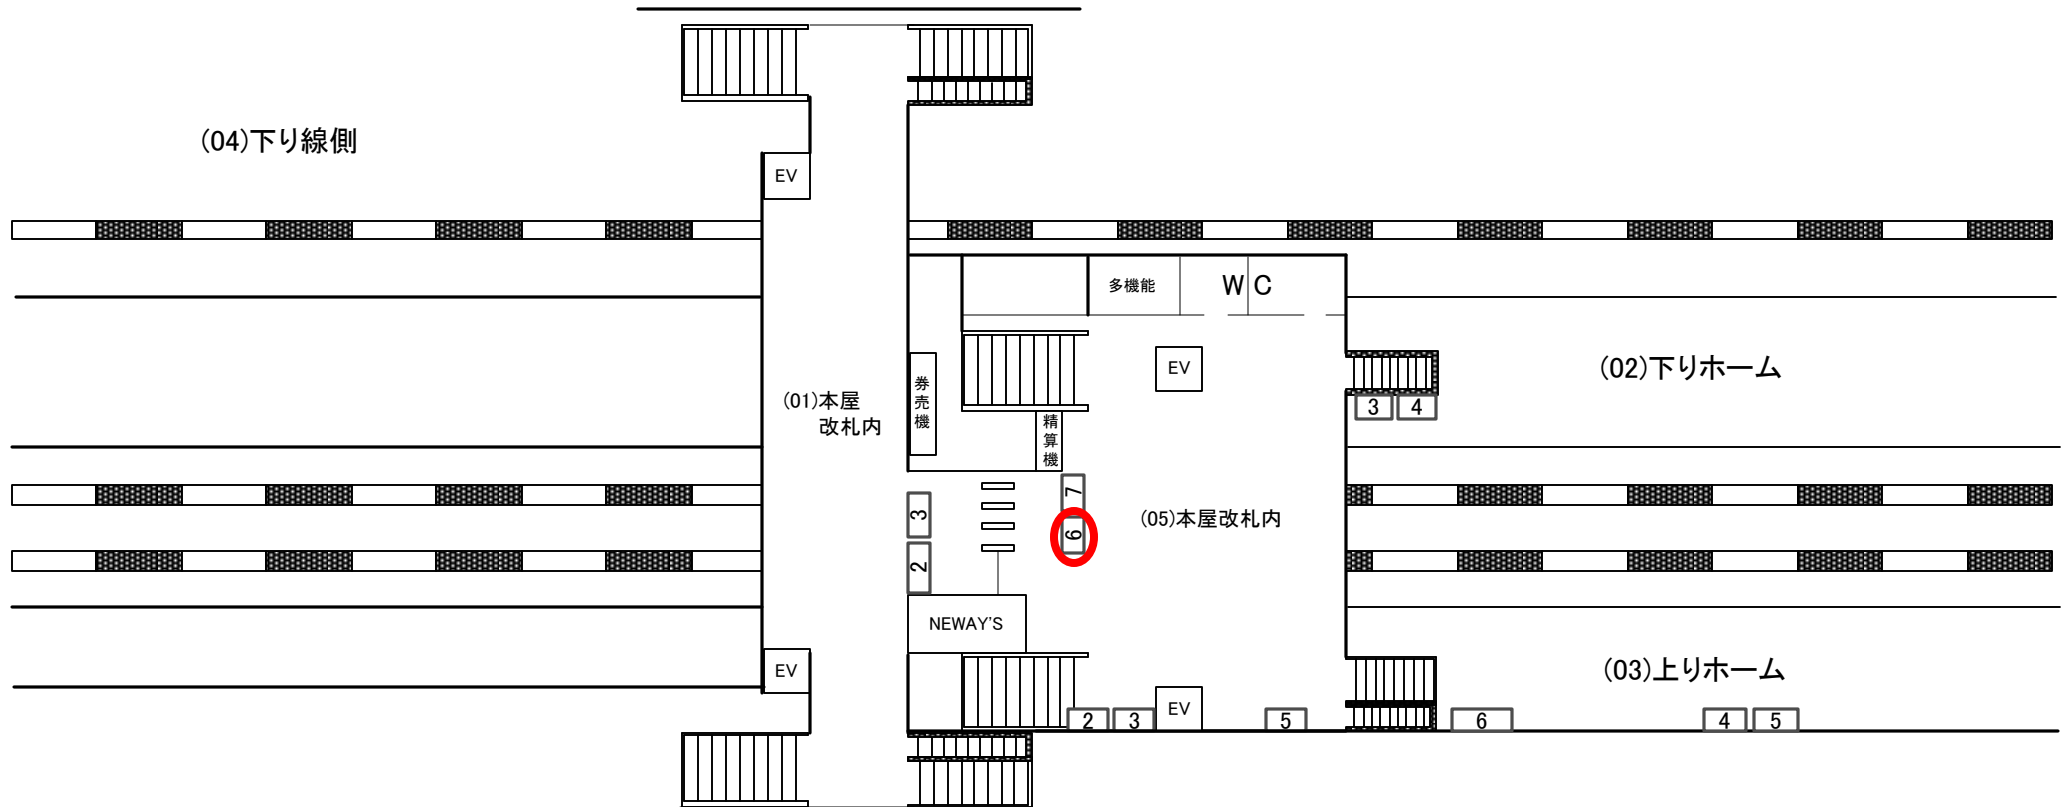 (04)下り線側
EV
多機能
W C
EV
(02)下りホーム
3
4
(01)本屋
改札内
券売機
精算機
7
6
3
2
(05)本屋改札内
NEWAY'S
EV
(03)上りホーム
2
3
EV
5
6
4
5